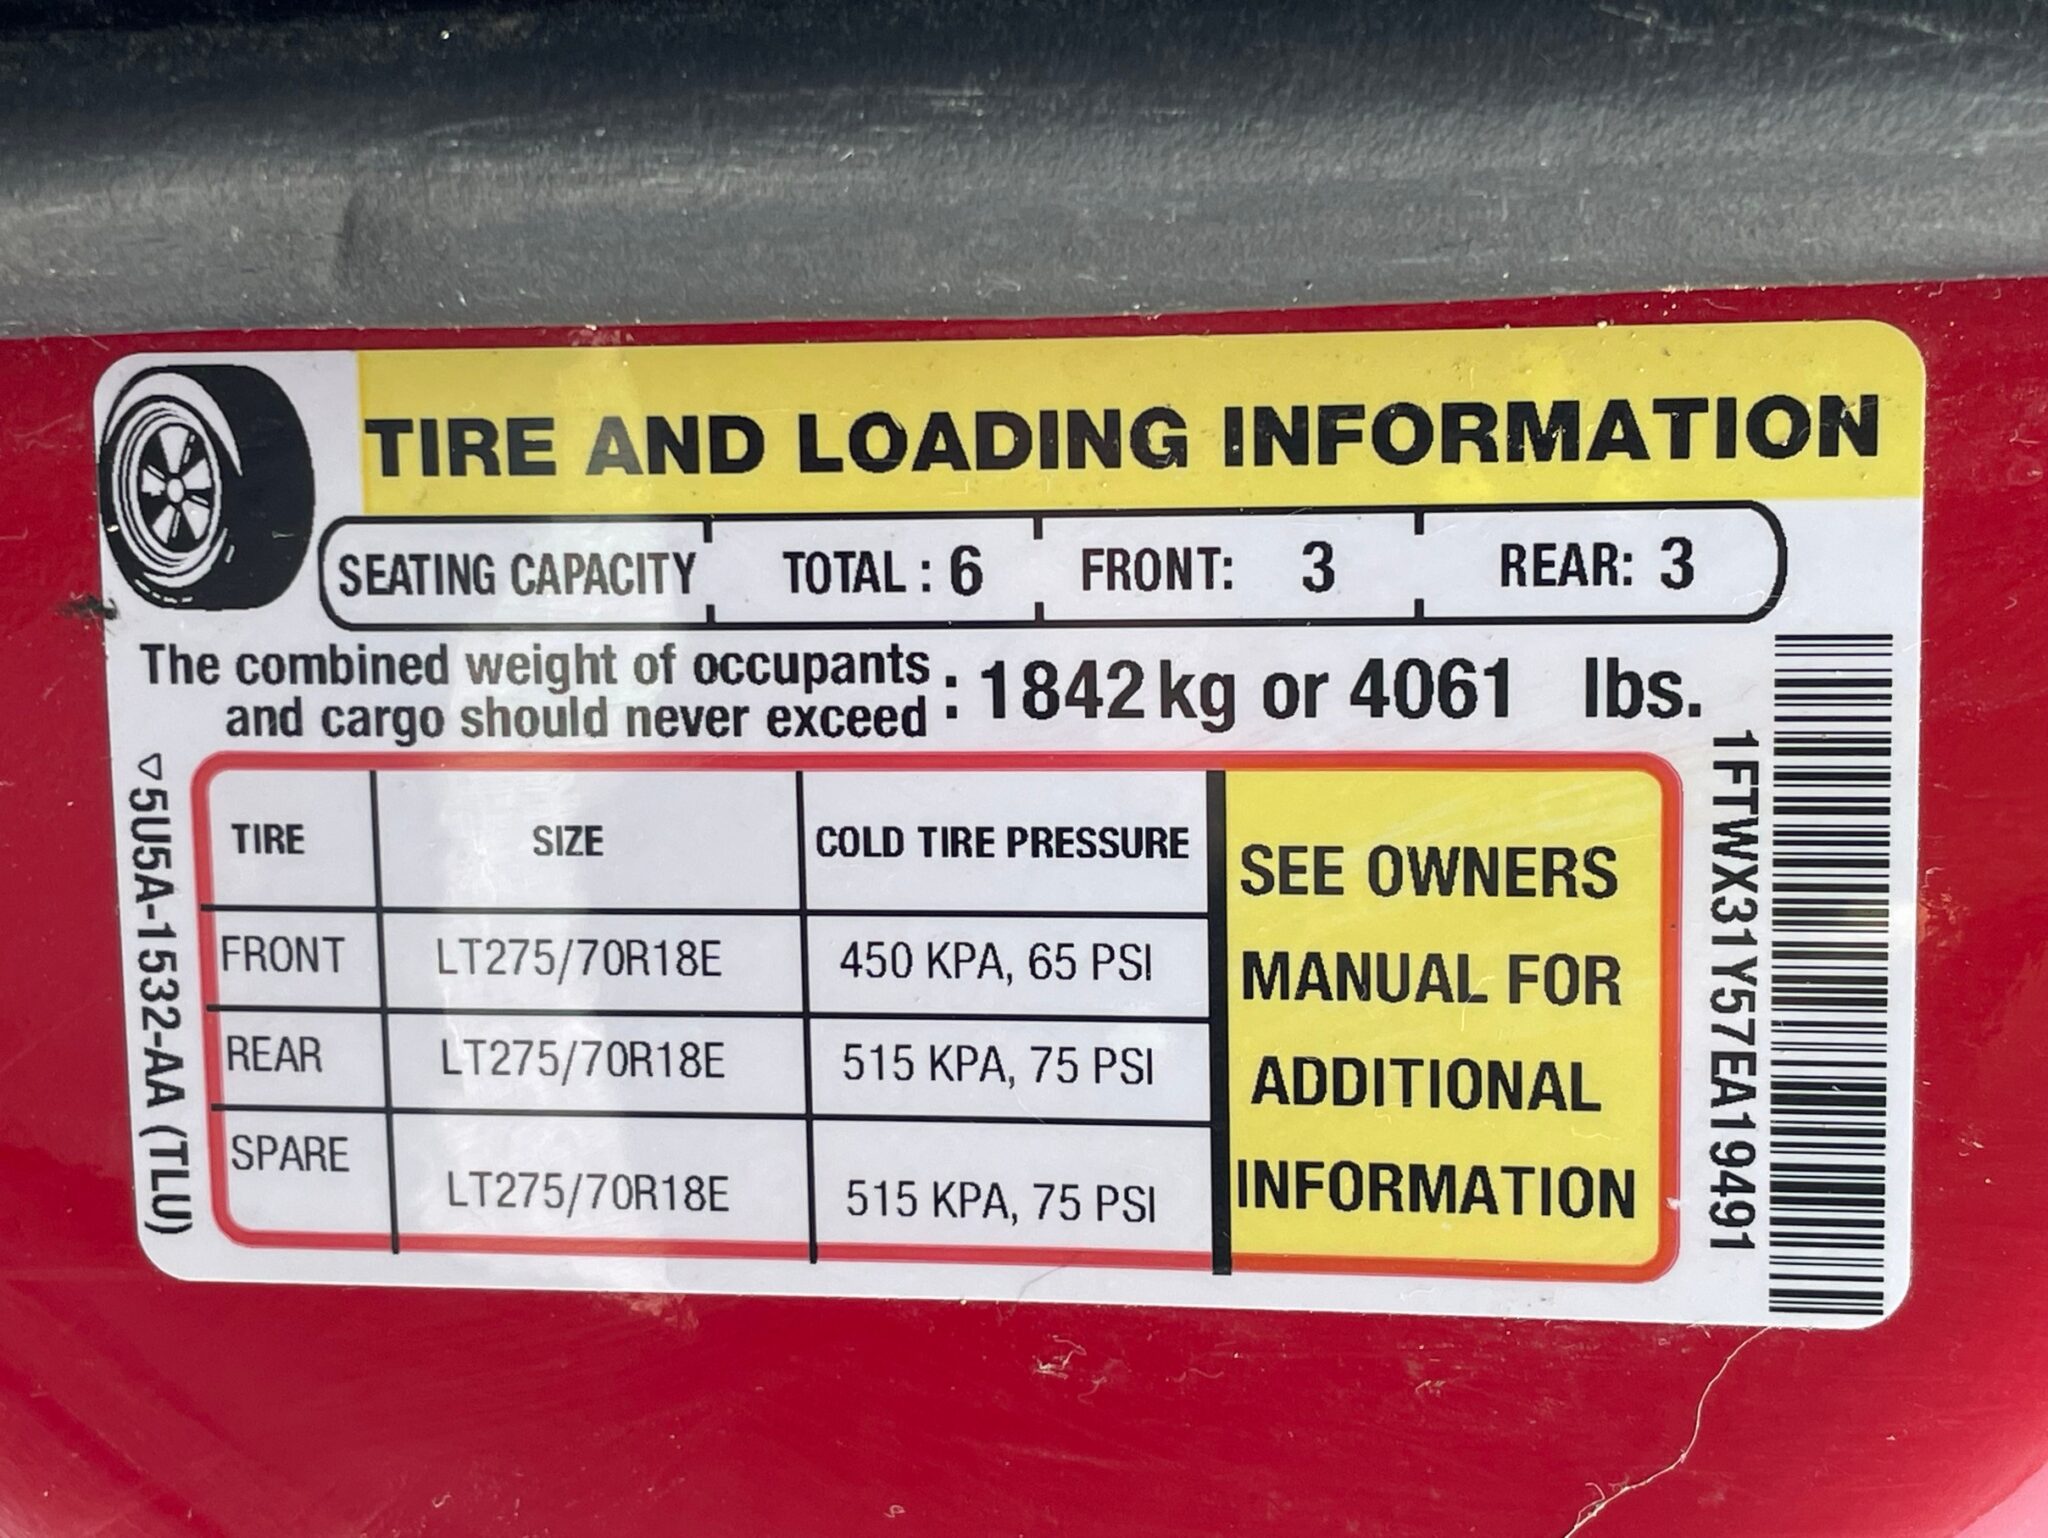 TIRE AND LOADING INFORMATION
SEATING CAPACITY TOTAL : 6 FRONT: 3 REAR: 3
The combined weight of occupants
and cargo should never exceed : 1842 kg or 4061 lbs.
TIRE SIZE COLD TIRE PRESSURE
FRONT LT275/70R18E 450 KPA, 65 PSI
REAR LT275/70R18E 515 KPA, 75 PSI
SPARE LT275/70R18E 515 KPA, 75 PSI
SEE OWNERS
MANUAL FOR
ADDITIONAL
INFORMATION
5U5A-1532-AA (TLU)
1FTWX31Y57EA19491